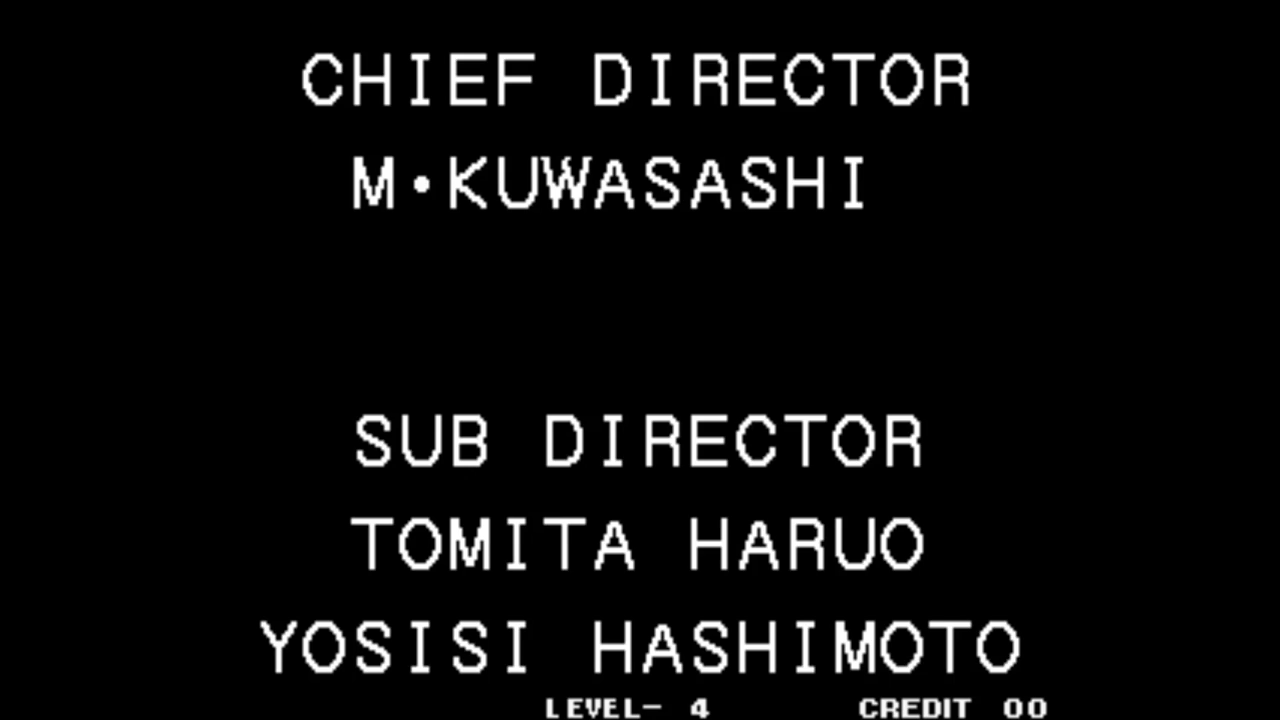 CHIEF DIRECTOR
M・KUWASASHI
SUB DIRECTOR
TOMITA HARUO
YOSISI HASHIMOTO
LEVEL- 4 CREDIT 00